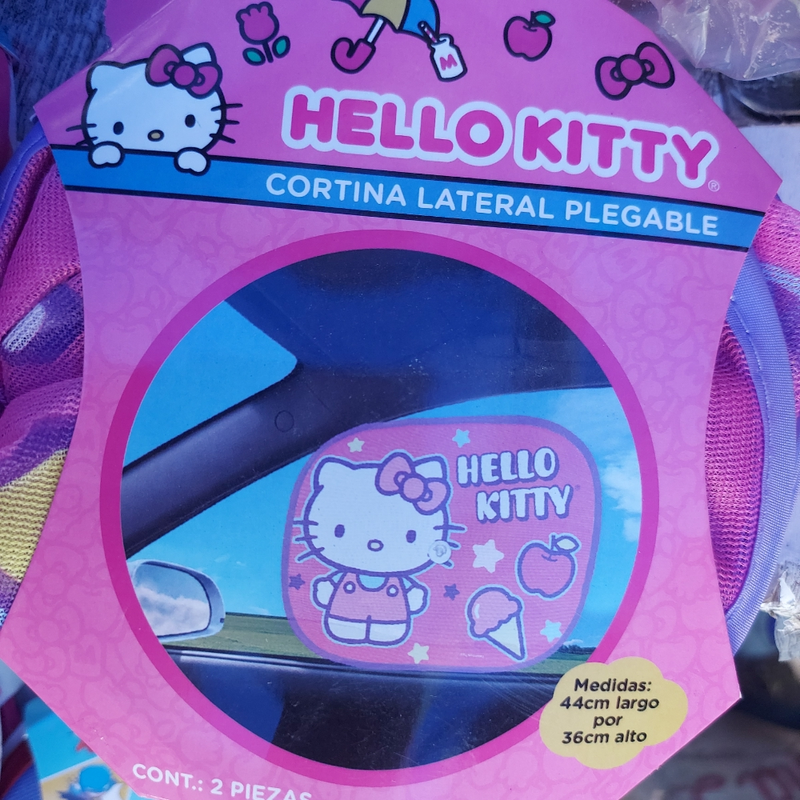 M
HELLO KITTY®
CORTINA LATERAL PLEGABLE
HELLO
KITTY
Medidas:
44cm largo
por
36cm alto
CONT.: 2 PIEZAS